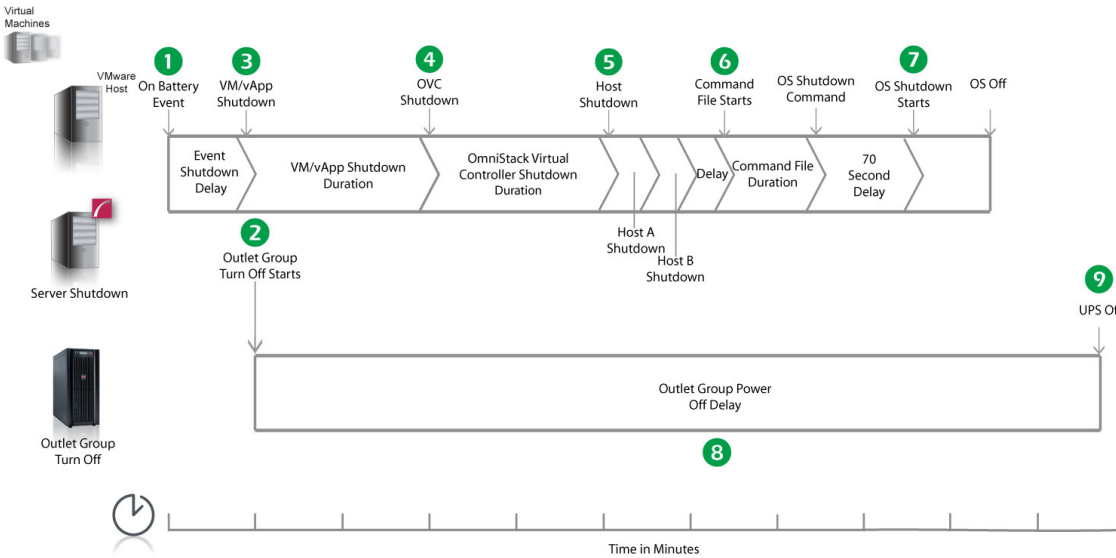 Virtual
Machines
VMware
Host
1
On Battery
Event
3
VM/vApp
Shutdown
4
OVC
Shutdown
5
Host
Shutdown
6
Command
File Starts
OS Shutdown
Command
7
OS Shutdown
Starts
OS Off
Event
Shutdown
Delay
VM/vApp Shutdown
Duration
OmniStack Virtual
Controller Shutdown
Duration
Delay
Command File
Duration
70
Second
Delay
Host A
Shutdown
Host B
Shutdown
2
Outlet Group
Turn Off Starts
Server Shutdown
9
UPS Of
Outlet Group Power
Off Delay
8
Outlet Group
Turn Off
Time in Minutes